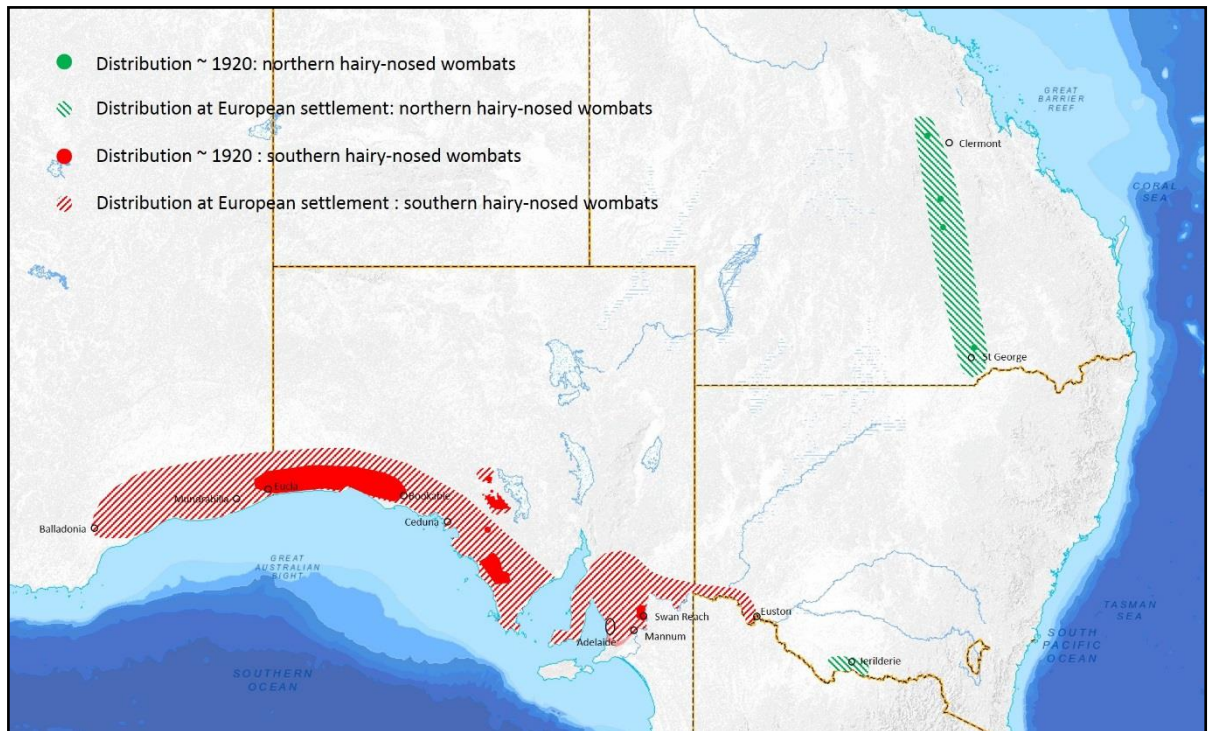 Distribution ~ 1920: northern hairy-nosed wombats
Distribution at European settlement: northern hairy-nosed wombats
Distribution ~ 1920 : southern hairy-nosed wombats
Distribution at European settlement : southern hairy-nosed wombats
GREAT
BARRIER
REEF
Clermont
CORAL
SEA
St George
Eucla
Mundrabilla
Bookabie
Balladonia
Ceduna
GREAT
AUSTRALIAN
BIGHT
Swan Reach
Euston
Adelaide
Mannum
TASMAN
SEA
SOUTH
PACIFIC
OCEAN
Jerilderie
SOUTHERN
OCEAN